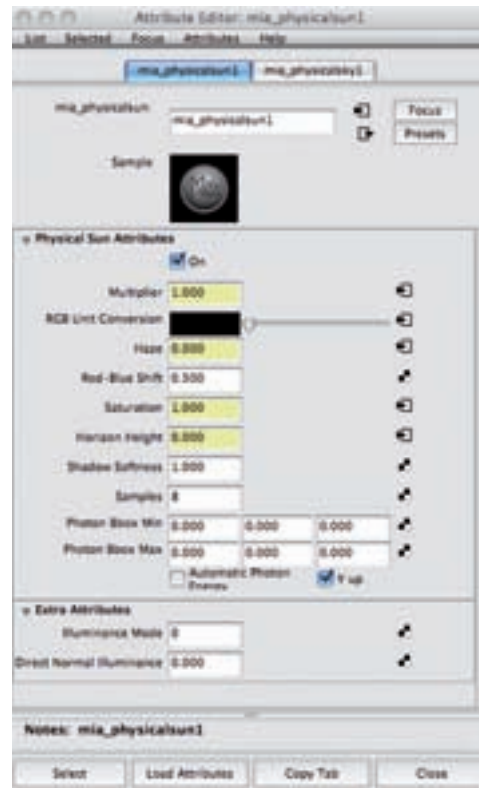 Attribute Editor: mia_physicalsun1
List Selected Focus Attributes Help
mia_physicalsun1 mia_physicalsky1
mia_physicalsun mia_physicalsun1 Focus
Presets
Sample
Physical Sun Attributes
On
Multiplier 1.000
RGB Unit Conversion
Haze 0.000
Red-Blue Shift 0.500
Saturation 1.000
Horizon Height 0.000
Shadow Softness 1.000
Samples 8
Photon Bbox Min 0.000 0.000 0.000
Photon Bbox Max 0.000 0.000 0.000
Automatic Photon Energy Y up
Extra Attributes
Illuminance Mode 0
Direct Normal Illuminance 0.000
Notes: mia_physicalsun1
Select Load Attributes Copy Tab Close